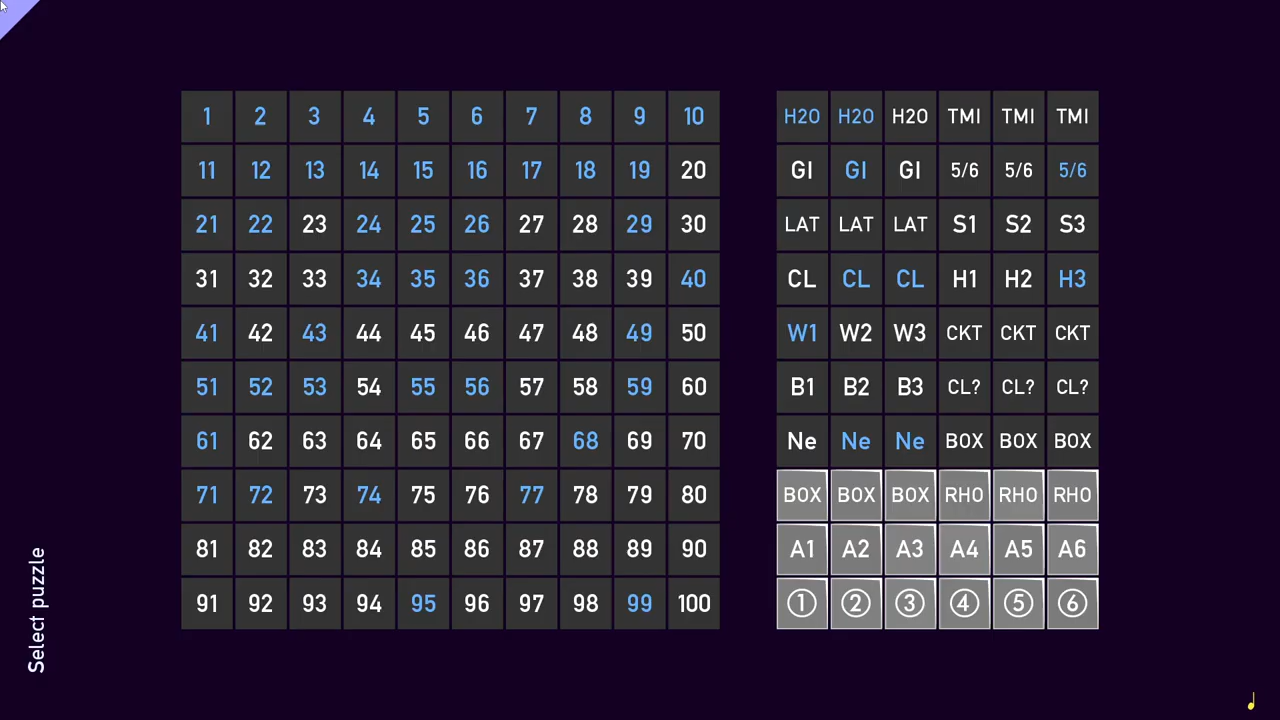 1 2 3 4 5 6 7 8 9 10 H2O H2O H2O TMI TMI TMI
11 12 13 14 15 16 17 18 19 20 GI GI GI 5/6 5/6 5/6
21 22 23 24 25 26 27 28 29 30 LAT LAT LAT S1 S2 S3
31 32 33 34 35 36 37 38 39 40 CL CL CL H1 H2 H3
41 42 43 44 45 46 47 48 49 50 W1 W2 W3 CKT CKT CKT
51 52 53 54 55 56 57 58 59 60 B1 B2 B3 CL? CL? CL?
61 62 63 64 65 66 67 68 69 70 Ne Ne Ne BOX BOX BOX
71 72 73 74 75 76 77 78 79 80 BOX BOX BOX RHO RHO RHO
81 82 83 84 85 86 87 88 89 90 A1 A2 A3 A4 A5 A6
91 92 93 94 95 96 97 98 99 100 ① ② ③ ④ ⑤ ⑥
Select puzzle